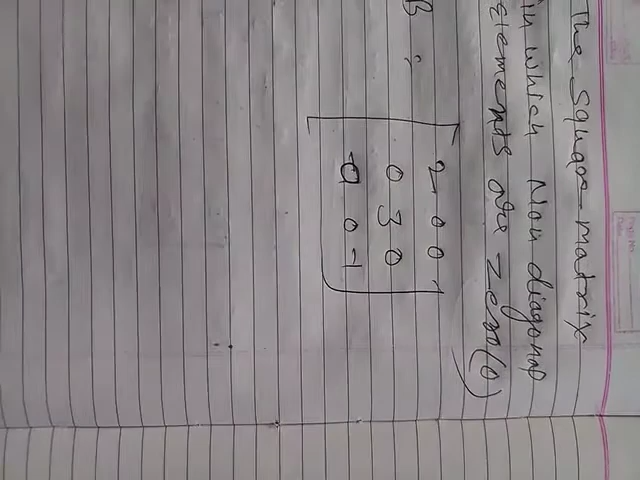 The Square matrix
in which Non diagonal
elements are zero (0)
B :
2 0 0
0 3 0
0 0 -1